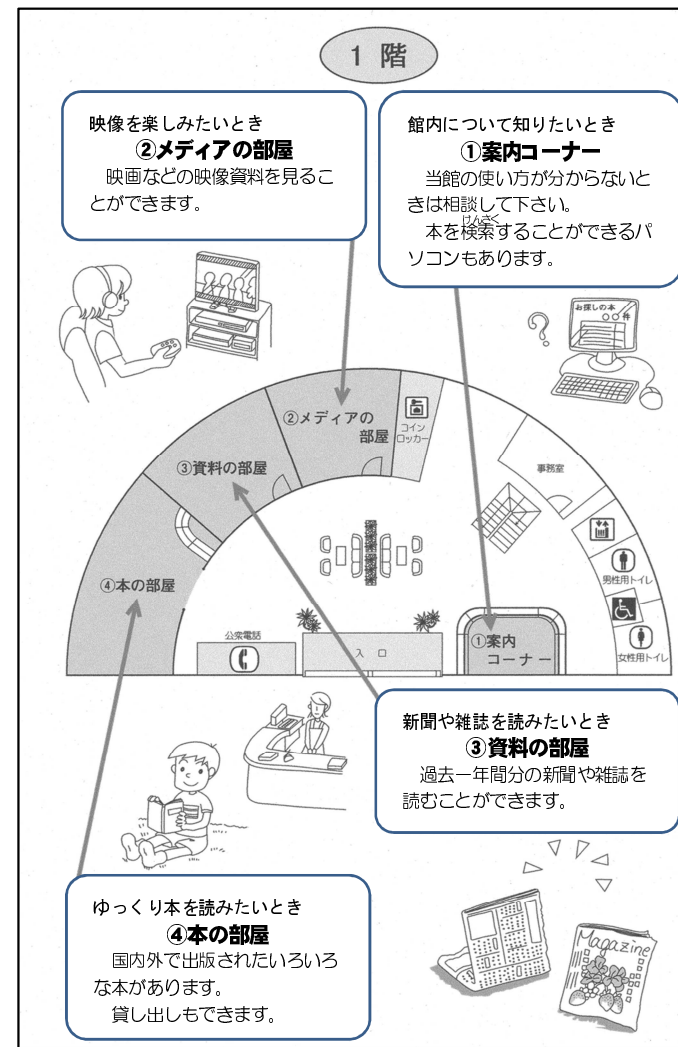 1 階
映像を楽しみたいとき
②メディアの部屋
映画などの映像資料を見るこ
とができます。
館内について知りたいとき
①案内コーナー
当館の使い方が分からないと
きは相談して下さい。
けんさく
本を検索することができるパ
ソコンもあります。
お探しの本
○○件
?
②メディアの
部屋
コイン
ロッカー
③資料の部屋
事務室
④本の部屋
男性用トイレ
公衆電話
入 口
①案内
コーナー
女性用トイレ
新聞や雑誌を読みたいとき
③資料の部屋
過去一年間分の新聞や雑誌を
読むことができます。
ゆっくり本を読みたいとき
④本の部屋
国内外で出版されたいろいろ
な本があります。
貸し出しもできます。
Magazine